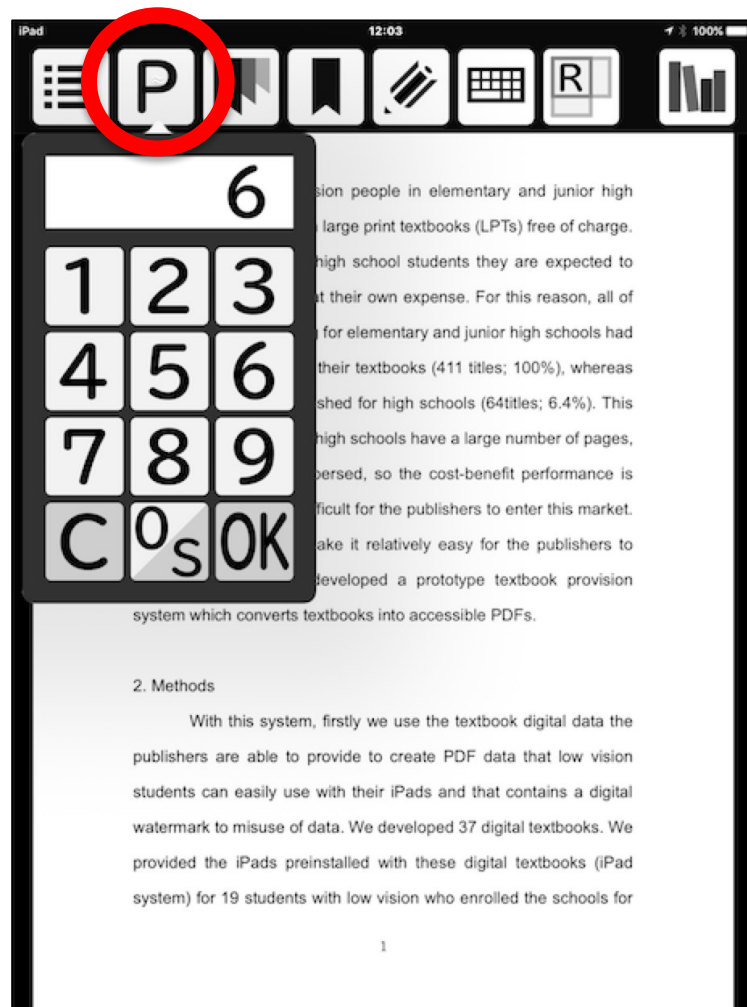 iPad 12:03 100%
P R
6
1 2 3
4 5 6
7 8 9
C 0s OK
sion people in elementary and junior high
large print textbooks (LPTs) free of charge.
high school students they are expected to
t their own expense. For this reason, all of
for elementary and junior high schools had
their textbooks (411 titles; 100%), whereas
shed for high schools (64titles; 6.4%). This
high schools have a large number of pages,
ersed, so the cost-benefit performance is
ficult for the publishers to enter this market.
ake it relatively easy for the publishers to
developed a prototype textbook provision
system which converts textbooks into accessible PDFs.
2. Methods
With this system, firstly we use the textbook digital data the
publishers are able to provide to create PDF data that low vision
students can easily use with their iPads and that contains a digital
watermark to misuse of data. We developed 37 digital textbooks. We
provided the iPads preinstalled with these digital textbooks (iPad
system) for 19 students with low vision who enrolled the schools for
1